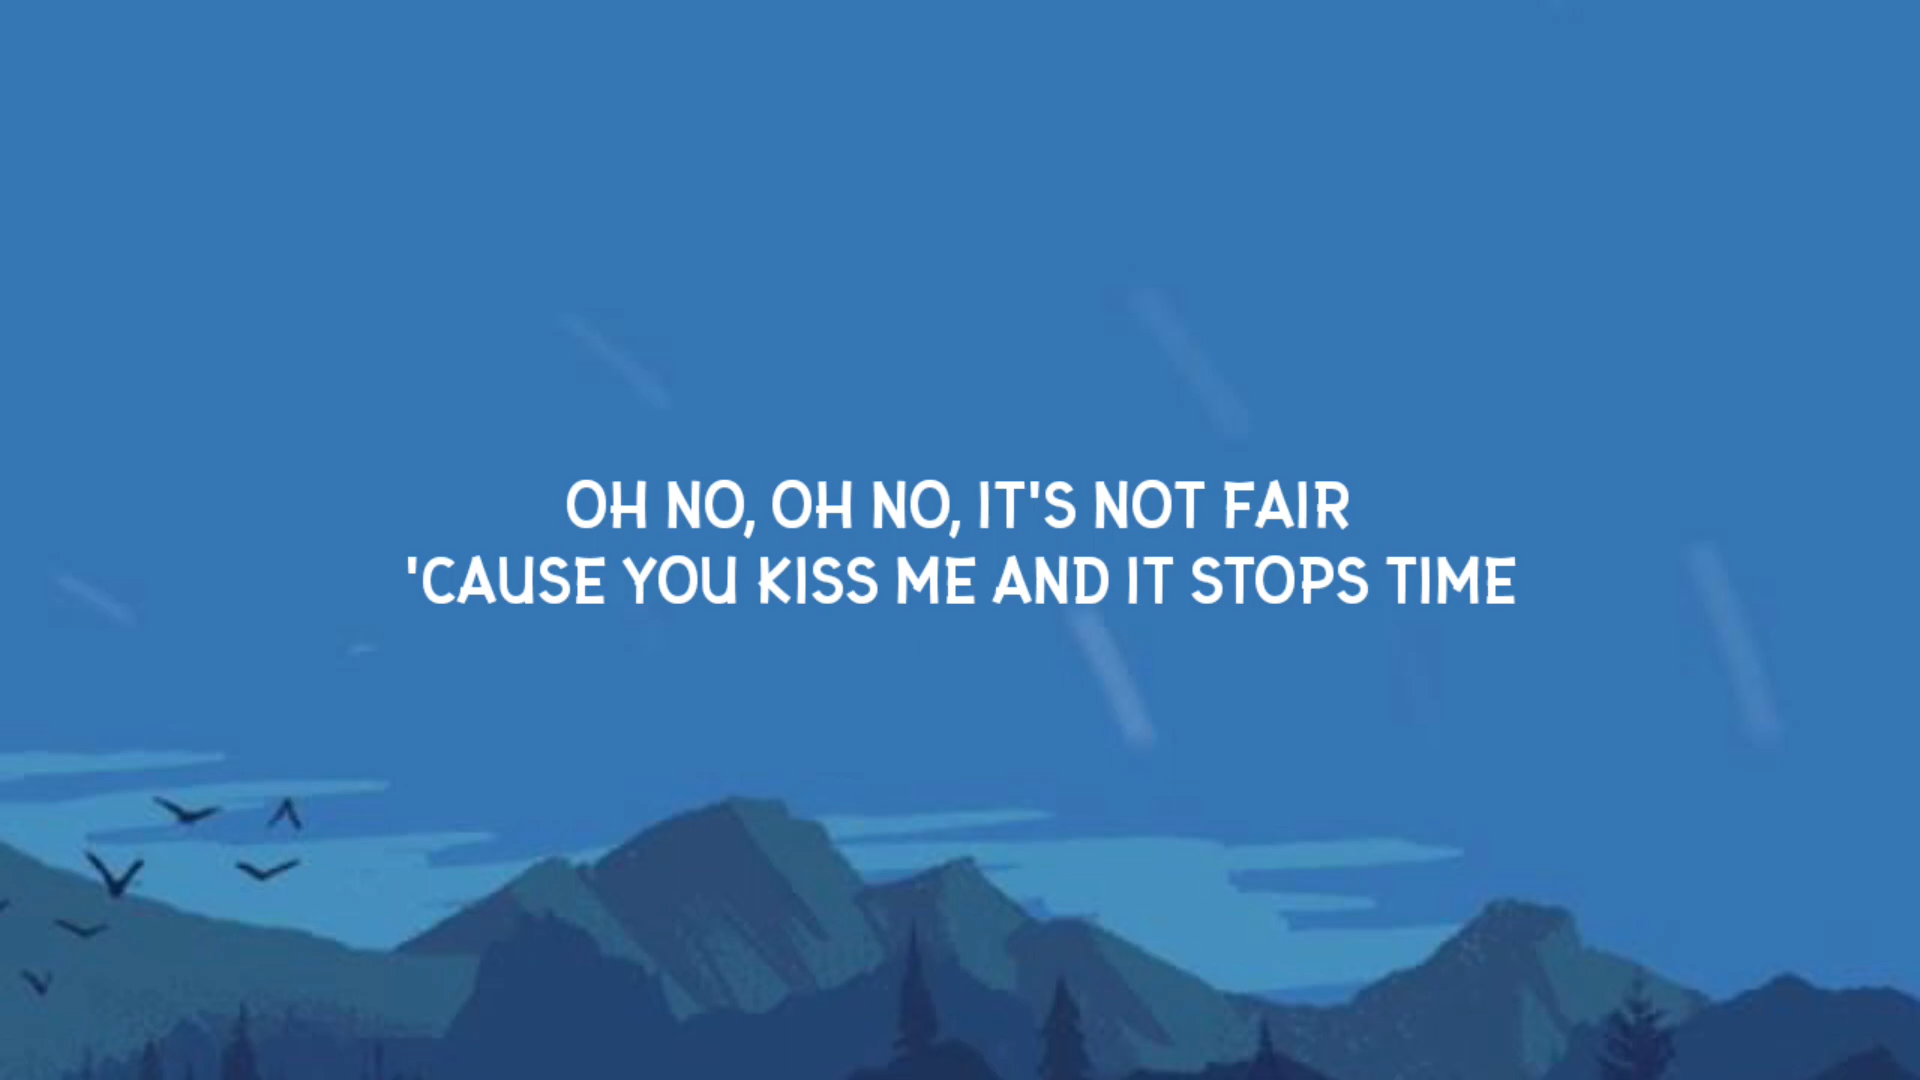 OH NO, OH NO, IT'S NOT FAIR
'CAUSE YOU KISS ME AND IT STOPS TIME